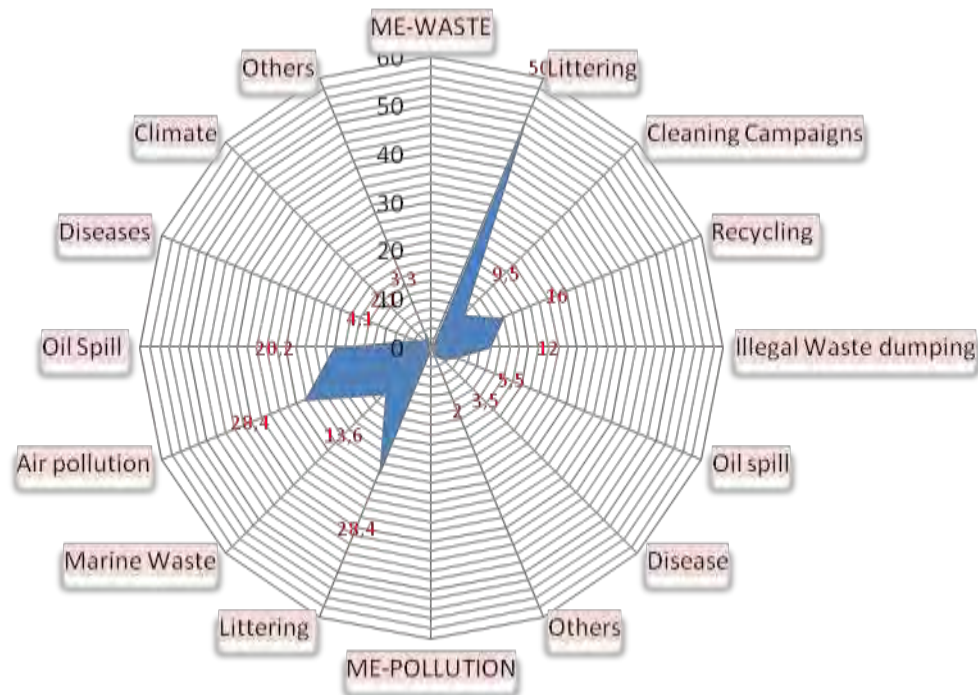 ME-WASTE
Others
60
50
Littering
50
Climate
Cleaning Campaigns
40
30
Diseases
Recycling
20
3,3
9,5
10
16
4,1
Oil Spill
20,2
0
12
Illegal Waste dumping
5,5
3,5
2
28,4
13,6
Air pollution
Oil spill
28,4
Marine Waste
Disease
Littering
Others
ME-POLLUTION